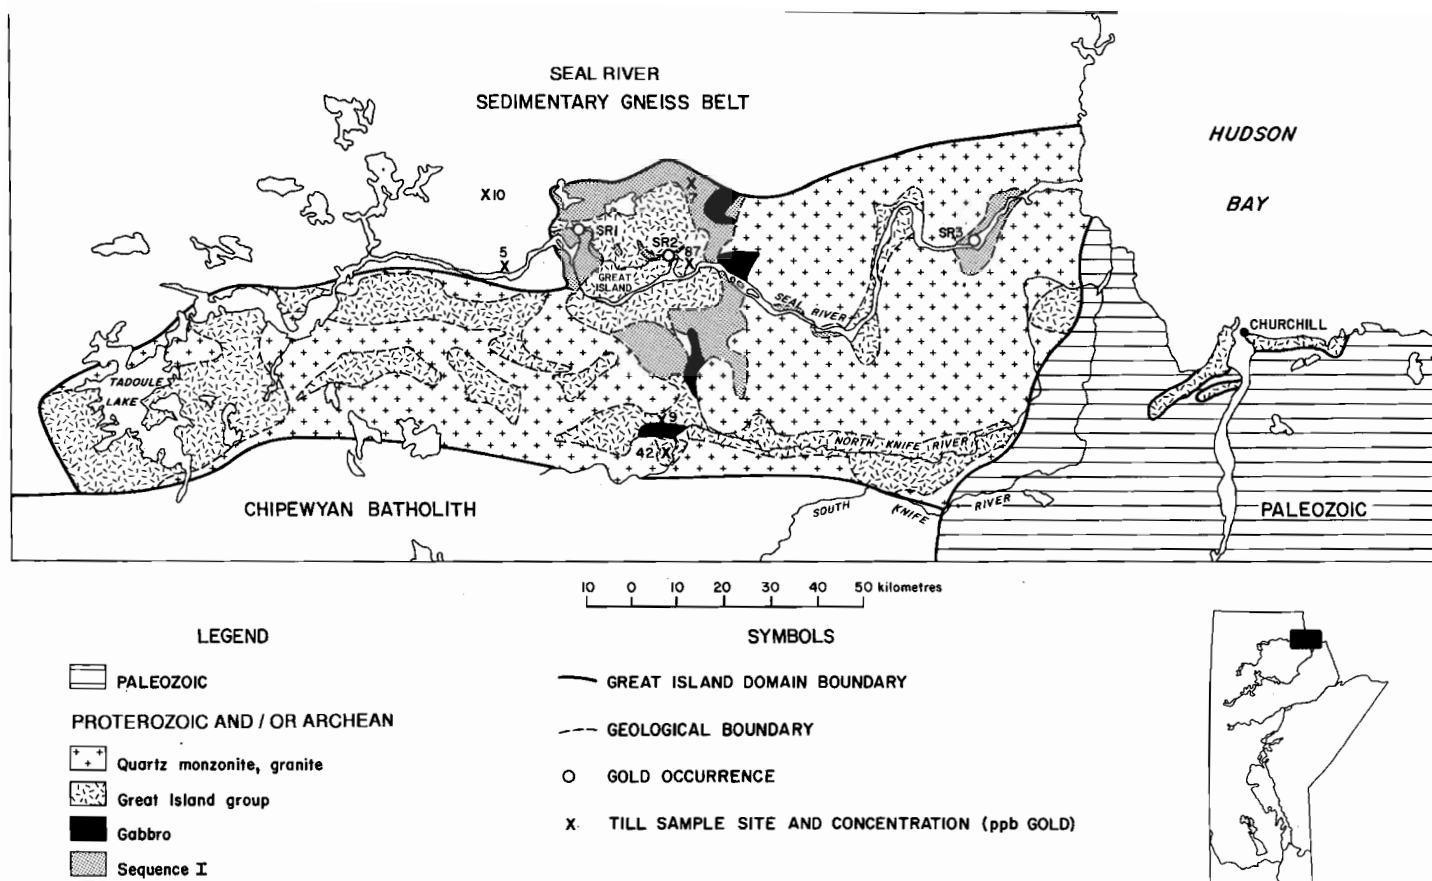 SEAL RIVER
SEDIMENTARY GNEISS BELT
HUDSON
BAY
X10
X
7
SR1
SR2
87
X
SR3
5
X
GREAT
ISLAND
SEAL RIVER
CHURCHILL
TADOULE
LAKE
X9
42 X
NORTH KNIFE RIVER
CHIPEWYAN BATHOLITH
SOUTH KNIFE RIVER
PALEOZOIC
10 0 10 20 30 40 50 kilometres
LEGEND
PALEOZOIC
PROTEROZOIC AND / OR ARCHEAN
Quartz monzonite, granite
Great Island group
Gabbro
Sequence I
SYMBOLS
GREAT ISLAND DOMAIN BOUNDARY
GEOLOGICAL BOUNDARY
GOLD OCCURRENCE
X TILL SAMPLE SITE AND CONCENTRATION (ppb GOLD)